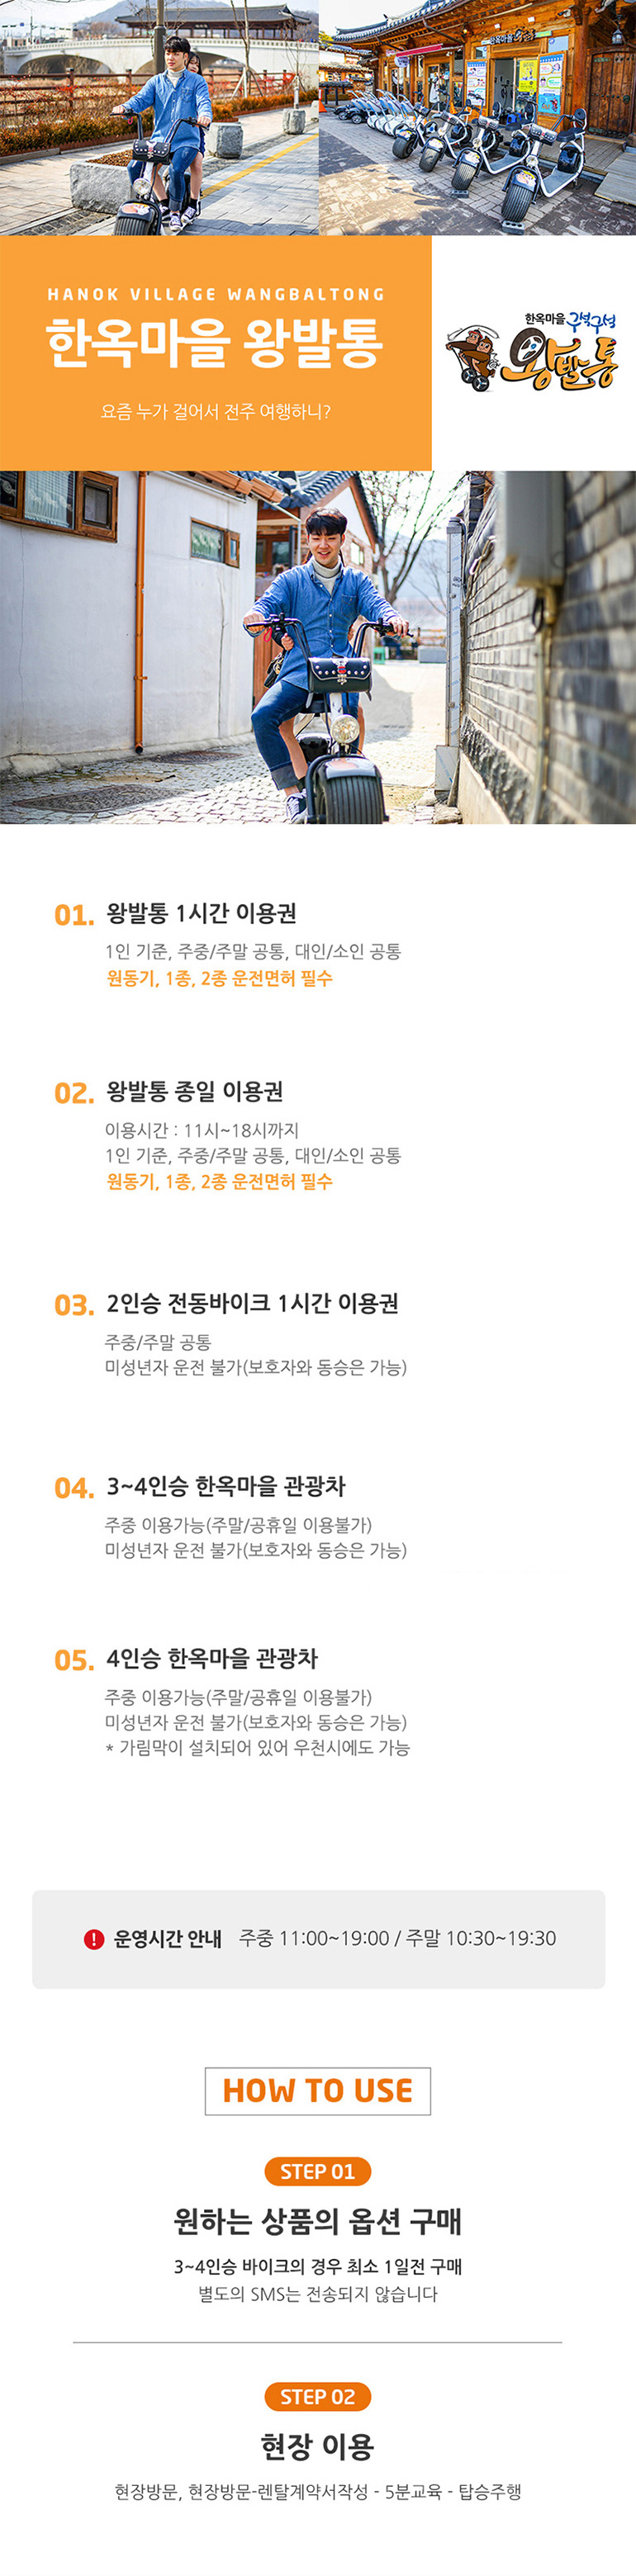 한옥마을
HANOK VILLAGE WANGBALTONG
한옥마을 왕발통
요즘 누가 걸어서 전주 여행하니?
한옥마을 구석구석
왕발통
01. 왕발통 1시간 이용권
1인 기준, 주중/주말 공통, 대인/소인 공통
원동기, 1종, 2종 운전면허 필수
02. 왕발통 종일 이용권
이용시간 : 11시~18시까지
1인 기준, 주중/주말 공통, 대인/소인 공통
원동기, 1종, 2종 운전면허 필수
03. 2인승 전동바이크 1시간 이용권
주중/주말 공통
미성년자 운전 불가(보호자와 동승은 가능)
04. 3~4인승 한옥마을 관광차
주중 이용가능(주말/공휴일 이용불가)
미성년자 운전 불가(보호자와 동승은 가능)
05. 4인승 한옥마을 관광차
주중 이용가능(주말/공휴일 이용불가)
미성년자 운전 불가(보호자와 동승은 가능)
* 가림막이 설치되어 있어 우천시에도 가능
! 운영시간 안내 주중 11:00~19:00 / 주말 10:30~19:30
HOW TO USE
STEP 01
원하는 상품의 옵션 구매
3~4인승 바이크의 경우 최소 1일전 구매
별도의 SMS는 전송되지 않습니다
STEP 02
현장 이용
현장방문, 현장방문-렌탈계약서작성 - 5분교육 - 탑승주행